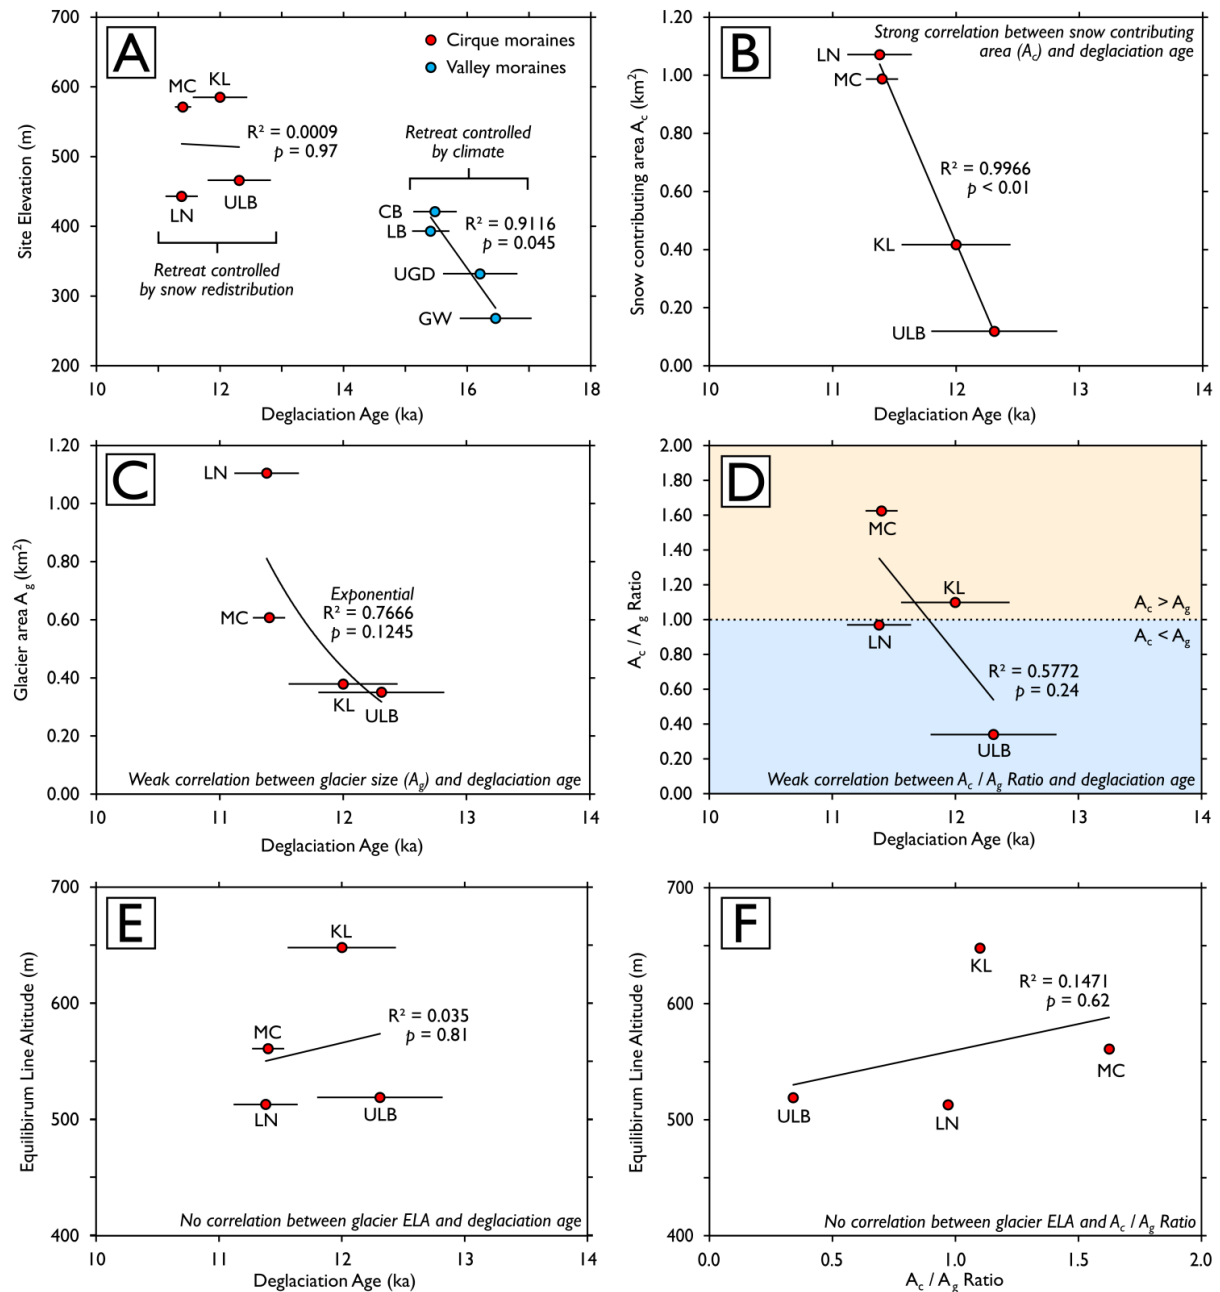 A
700
600
500
400
300
200
Site Elevation (m)
Cirque moraines
Valley moraines
MC
KL
R² = 0.0009
p = 0.97
LN
ULB
Retreat controlled
by snow redistribution
Retreat controlled
by climate
CB
LB
R² = 0.9116
p = 0.045
UGD
GW
10
12
14
16
18
Deglaciation Age (ka)
B
1.20
1.00
0.80
0.60
0.40
0.20
0.00
Snow contributing area Ac (km²)
Strong correlation between snow contributing
area (Ac) and deglaciation age
LN
MC
R² = 0.9966
p < 0.01
KL
ULB
10
11
12
13
14
Deglaciation Age (ka)
C
1.20
1.00
0.80
0.60
0.40
0.20
0.00
Glacier area Ag (km²)
LN
MC
Exponential
R² = 0.7666
p = 0.1245
KL
ULB
Weak correlation between glacier size (Ag) and deglaciation age
10
11
12
13
14
Deglaciation Age (ka)
D
2.00
1.80
1.60
1.40
1.20
1.00
0.80
0.60
0.40
0.20
0.00
Ac / Ag Ratio
MC
KL
Ac > Ag
Ac < Ag
LN
R² = 0.5772
p = 0.24
ULB
Weak correlation between Ac / Ag Ratio and deglaciation age
10
11
12
13
14
Deglaciation Age (ka)
E
700
600
500
400
Equilibirum Line Altitude (m)
KL
MC
R² = 0.035
p = 0.81
LN
ULB
No correlation between glacier ELA and deglaciation age
10
11
12
13
14
Deglaciation Age (ka)
F
700
600
500
400
Equilibirum Line Altitude (m)
KL
R² = 0.1471
p = 0.62
MC
ULB
LN
No correlation between glacier ELA and Ac / Ag Ratio
0.0
0.5
1.0
1.5
2.0
Ac / Ag Ratio